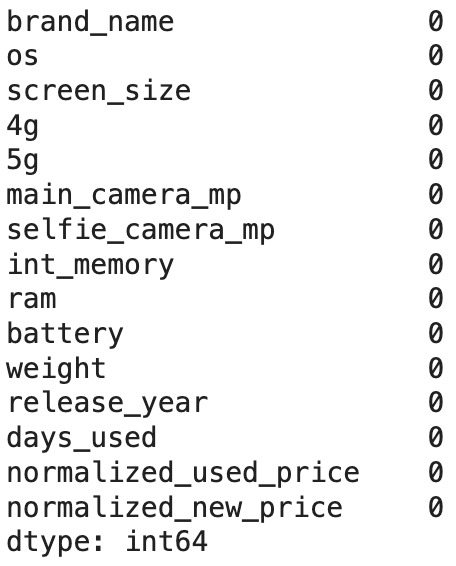 brand_name 0
os 0
screen_size 0
4g 0
5g 0
main_camera_mp 0
selfie_camera_mp 0
int_memory 0
ram 0
battery 0
weight 0
release_year 0
days_used 0
normalized_used_price 0
normalized_new_price 0
dtype: int64